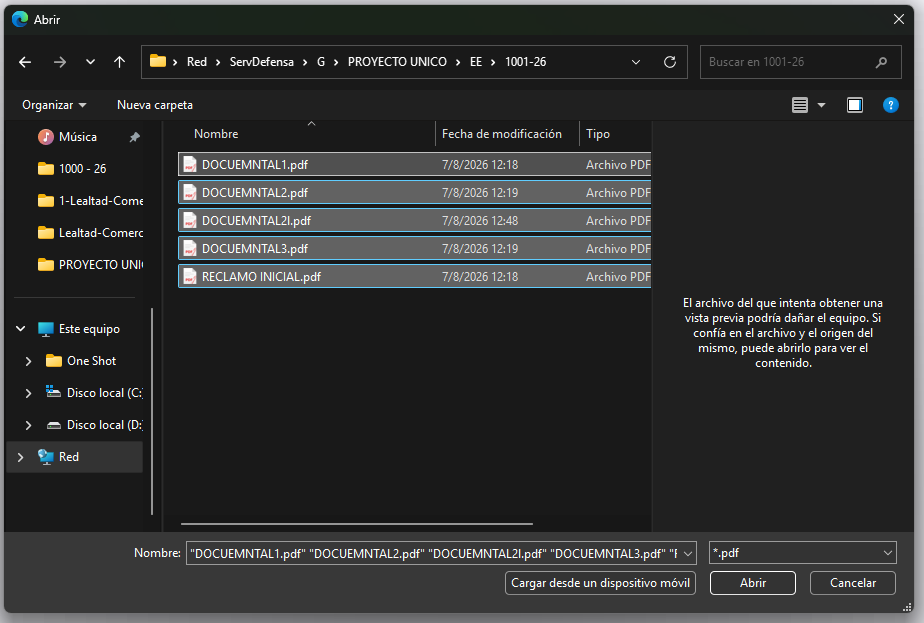 Abrir
Red > ServDefensa > G > PROYECTO UNICO > EE > 1001-26
Buscar en 1001-26
Organizar
Nueva carpeta
Música
1000 - 26
1-Lealtad-Come
Lealtad-Comerc
PROYECTO UNI
Este equipo
One Shot
Disco local (C:
Disco local (D:
Red
Nombre Fecha de modificación Tipo
DOCUEMNTAL1.pdf 7/8/2026 12:18 Archivo PDF
DOCUEMNTAL2.pdf 7/8/2026 12:19 Archivo PDF
DOCUEMNTAL2I.pdf 7/8/2026 12:48 Archivo PDF
DOCUEMNTAL3.pdf 7/8/2026 12:19 Archivo PDF
RECLAMO INICIAL.pdf 7/8/2026 12:18 Archivo PDF
El archivo del que intenta obtener una
vista previa podría dañar el equipo. Si
confía en el archivo y el origen del
mismo, puede abrirlo para ver el
contenido.
Nombre: "DOCUEMNTAL1.pdf" "DOCUEMNTAL2.pdf" "DOCUEMNTAL2I.pdf" "DOCUEMNTAL3.pdf" "F
*.pdf
Cargar desde un dispositivo móvil
Abrir
Cancelar